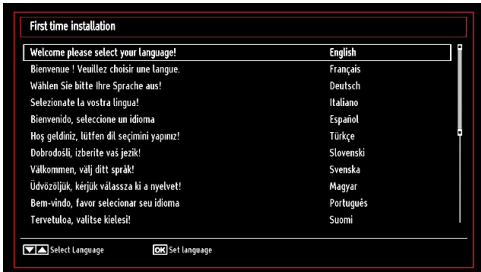 First time installation
Welcome please select your language! English
Bienvenue ! Veuillez choisir une langue. Français
Wählen Sie bitte Ihre Sprache aus! Deutsch
Selezionate la vostra lingua! Italiano
Bienvenido, seleccione un idioma Español
Hoş geldiniz, lütfen dil seçimini yapınız! Türkçe
Dobrodošli, izberite vaš jezik! Slovenski
Välkommen, välj ditt språk! Svenska
Üdvözöljük, kérjük válassza ki a nyelvet! Magyar
Bem-vindo, favor selecionar seu idioma Português
Tervetuloa, valitse kielesi! Suomi
Select Language OK Set language